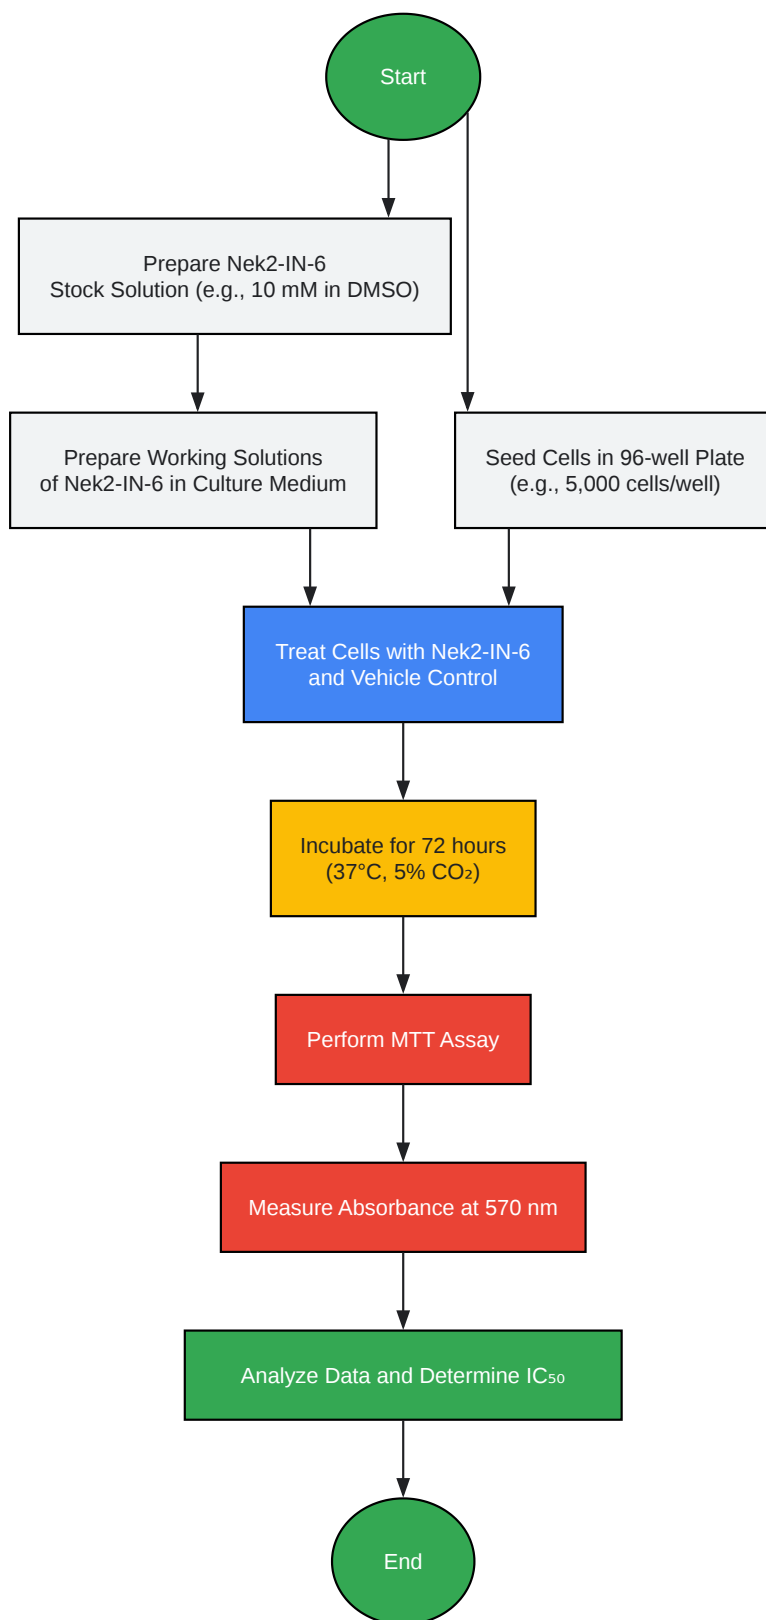 Start
Prepare Nek2-IN-6
Stock Solution (e.g., 10 mM in DMSO)
Prepare Working Solutions
of Nek2-IN-6 in Culture Medium
Seed Cells in 96-well Plate
(e.g., 5,000 cells/well)
Treat Cells with Nek2-IN-6
and Vehicle Control
Incubate for 72 hours
(37°C, 5% CO₂)
Perform MTT Assay
Measure Absorbance at 570 nm
Analyze Data and Determine IC₅₀
End